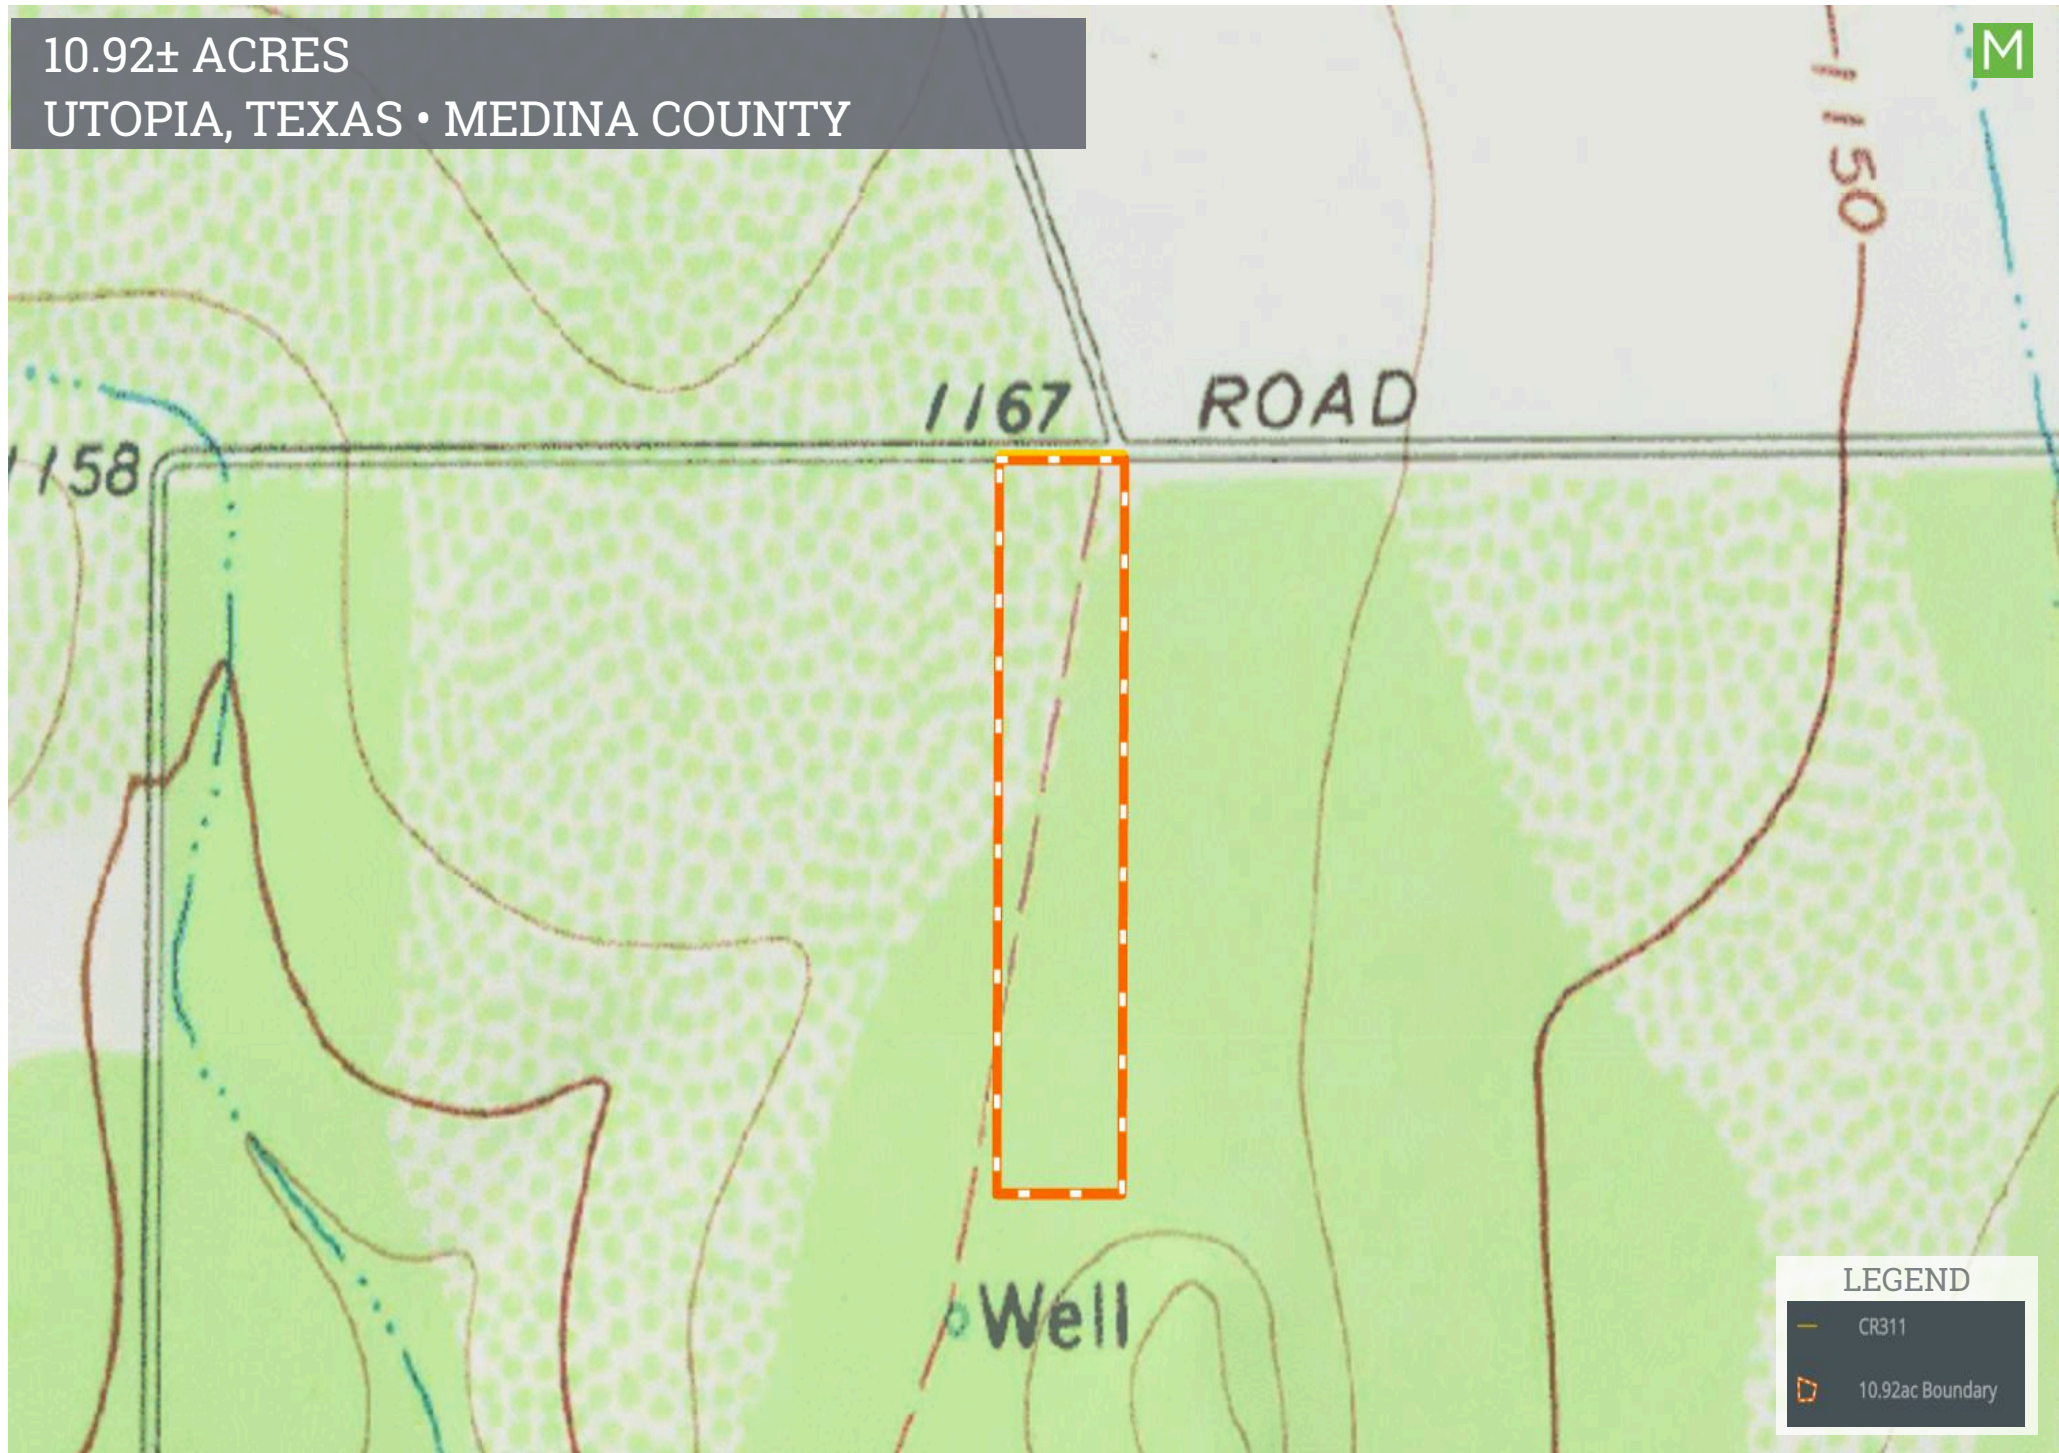 10.92± ACRES
UTOPIA, TEXAS • MEDINA COUNTY
M
1150
1167
ROAD
1158
Well
LEGEND
CR311
10.92ac Boundary